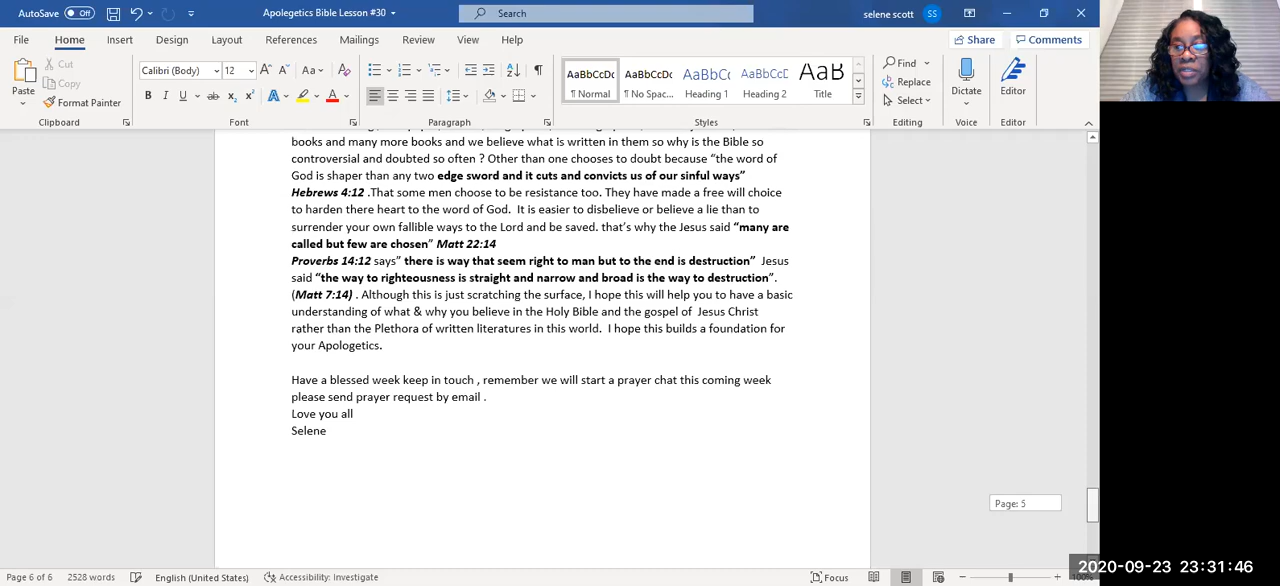 AutoSave Off Apolegetics Bible Lesson #30 Search selene scott SS
File Home Insert Design Layout References Mailings Review View Help Share Comments
Paste Cut Copy Format Painter
Calibri (Body) 12 Aa
B I U ab x2 x2 A A
AaBbCcDc AaBbCcDc AaBbCc AaBbCcD AaB
¶ Normal ¶ No Spac... Heading 1 Heading 2 Title
Find Replace Select Dictate Editor
Clipboard Font Paragraph Styles Editing Voice Editor
books and many more books and we believe what is written in them so why is the Bible so
controversial and doubted so often ? Other than one chooses to doubt because “the word of
God is shaper than any two edge sword and it cuts and convicts us of our sinful ways”
Hebrews 4:12 .That some men choose to be resistance too. They have made a free will choice
to harden there heart to the word of God. It is easier to disbelieve or believe a lie than to
surrender your own fallible ways to the Lord and be saved. that’s why the Jesus said “many are
called but few are chosen” Matt 22:14
Proverbs 14:12 says” there is way that seem right to man but to the end is destruction” Jesus
said “the way to righteousness is straight and narrow and broad is the way to destruction”.
(Matt 7:14) . Although this is just scratching the surface, I hope this will help you to have a basic
understanding of what & why you believe in the Holy Bible and the gospel of Jesus Christ
rather than the Plethora of written literatures in this world. I hope this builds a foundation for
your Apologetics.
Have a blessed week keep in touch , remember we will start a prayer chat this coming week
please send prayer request by email .
Love you all
Selene
Page: 5
Page 6 of 6 2528 words English (United States) Accessibility: Investigate Focus 100%
2020-09-23 23:31:46